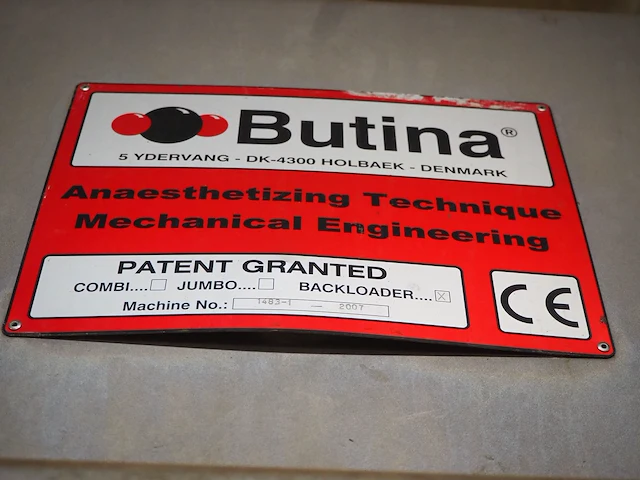 Butina®
5 YDERVANG - DK-4300 HOLBAEK - DENMARK
Anaesthetizing Technique
Mechanical Engineering
PATENT GRANTED
COMBI....☐ JUMBO....☐ BACKLOADER....☒
Machine No.: 1483-1 — 2007
CE